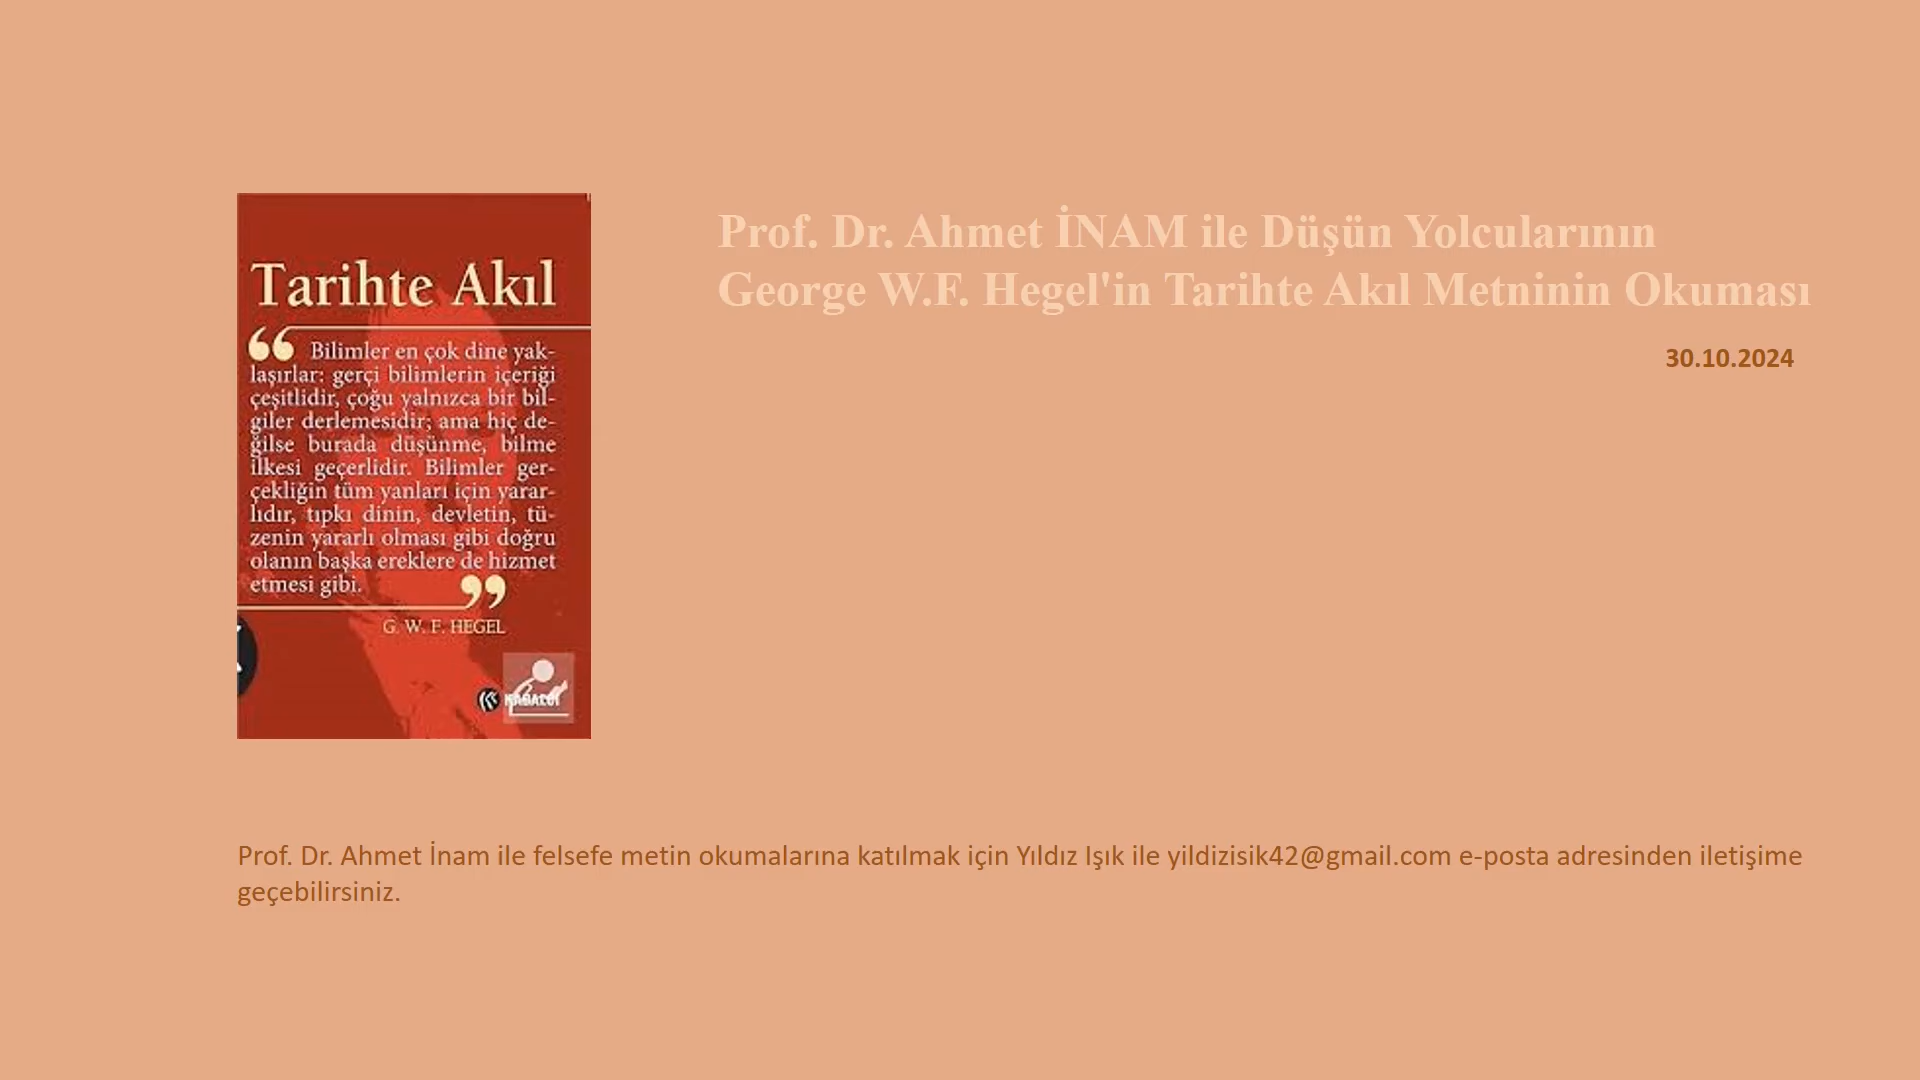 Prof. Dr. Ahmet İNAM ile Düşün Yolcularının
George W.F. Hegel'in Tarihte Akıl Metninin Okuması
30.10.2024
Tarihte Akıl
“ Bilimler en çok dine yak-
laşırlar: gerçi bilimlerin içeriği
çeşitlidir, çoğu yalnızca bir bil-
giler derlemesidir; ama hiç de-
ğilse burada düşünme, bilme
ilkesi geçerlidir. Bilimler ger-
çekliğin tüm yanları için yarar-
lıdır, tıpkı dinin, devletin, tü-
zenin yararlı olması gibi doğru
olanın başka ereklere de hizmet
etmesi gibi. ”
G. W. F. HEGEL
KABALCI
Prof. Dr. Ahmet İnam ile felsefe metin okumalarına katılmak için Yıldız Işık ile yildizisik42@gmail.com e-posta adresinden iletişime
geçebilirsiniz.